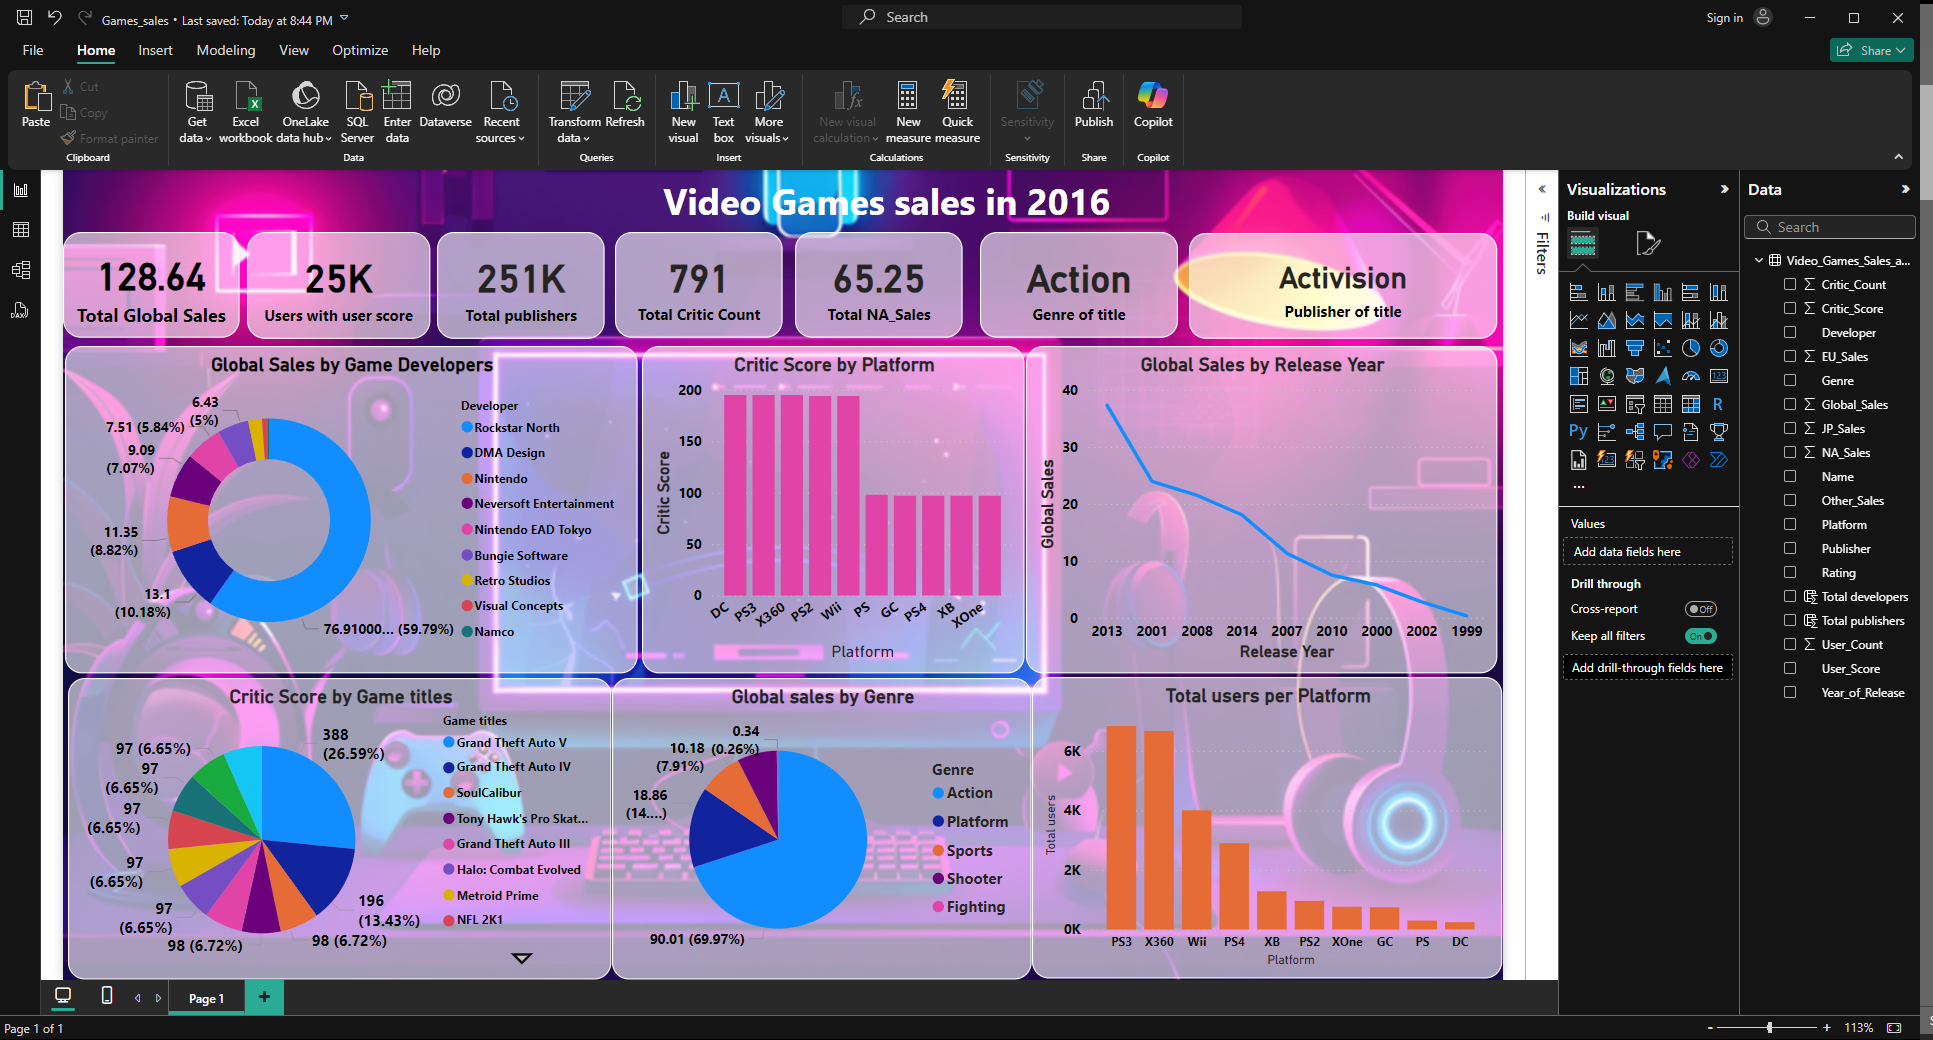 Games_sales • Last saved: Today at 8:44 PM
Search
Sign in
File
Home
Insert
Modeling
View
Optimize
Help
Share
Paste
Cut
Copy
Format painter
Clipboard
Get data
Excel workbook
OneLake data hub
SQL Server
Enter data
Dataverse
Recent sources
Data
Transform data
Refresh
Queries
New visual
Text box
More visuals
Insert
New visual calculation
New measure
Quick measure
Calculations
Sensitivity
Sensitivity
Publish
Share
Copilot
Copilot
Video Games sales in 2016
128.64
Total Global Sales
25K
Users with user score
251K
Total publishers
791
Total Critic Count
65.25
Total NA_Sales
Action
Genre of title
Activision
Publisher of title
Global Sales by Game Developers
6.43
(5%)
7.51 (5.84%)
9.09
(7.07%)
11.35
(8.82%)
13.1
(10.18%)
76.91000... (59.79%)
Developer
Rockstar North
DMA Design
Nintendo
Neversoft Entertainment
Nintendo EAD Tokyo
Bungie Software
Retro Studios
Visual Concepts
Namco
Critic Score by Platform
Critic Score
200
150
100
50
0
DC
PS3
X360
PS2
Wii
PS
GC
PS4
XB
XOne
Platform
Global Sales by Release Year
Global Sales
40
30
20
10
0
2013 2001 2008 2014 2007 2010 2000 2002 1999
Release Year
Critic Score by Game titles
388
(26.59%)
196
(13.43%)
98 (6.72%)
98 (6.72%)
97
(6.65%)
97
(6.65%)
97
(6.65%)
97
(6.65%)
97 (6.65%)
Game titles
Grand Theft Auto V
Grand Theft Auto IV
SoulCalibur
Tony Hawk's Pro Skat...
Grand Theft Auto III
Halo: Combat Evolved
Metroid Prime
NFL 2K1
Global sales by Genre
0.34
(0.26%)
10.18
(7.91%)
18.86
(14....)
90.01 (69.97%)
Genre
Action
Platform
Sports
Shooter
Fighting
Total users per Platform
Total users
6K
4K
2K
0K
PS3 X360 Wii PS4 XB PS2 XOne GC PS DC
Platform
Filters
Visualizations
Build visual
123
R
Py
123
...
Values
Add data fields here
Drill through
Cross-report
Off
Keep all filters
On
Add drill-through fields here
Data
Search
Video_Games_Sales_a...
Critic_Count
Critic_Score
Developer
EU_Sales
Genre
Global_Sales
JP_Sales
NA_Sales
Name
Other_Sales
Platform
Publisher
Rating
Total developers
Total publishers
User_Count
User_Score
Year_of_Release
Page 1
Page 1 of 1
113%